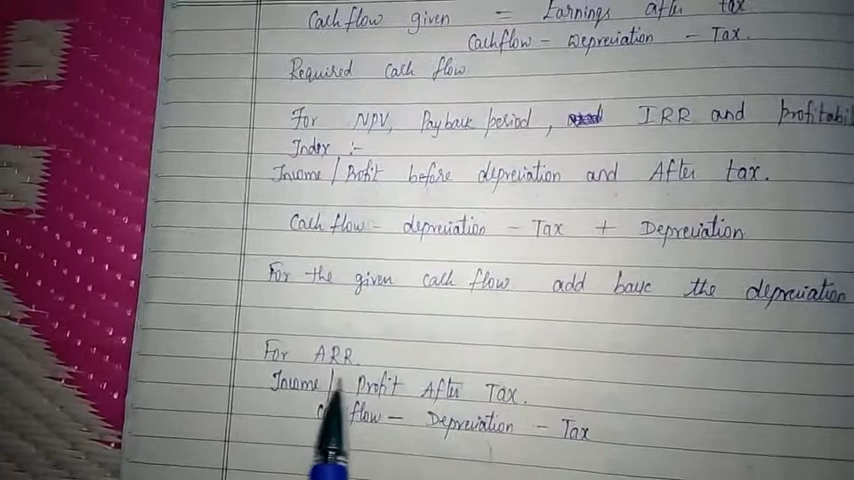 Cash flow given = Earnings after tax
Cashflow - Depreciation - Tax.
Required cash flow
For NPV, Payback period, IRR and profitabil
Index :-
Income / Profit before depreciation and After tax.
Cash flow - depreciation - Tax + Depreciation
For the given cash flow add back the depreciation
For ARR
Income / Profit After Tax.
flow - Depreciation - Tax